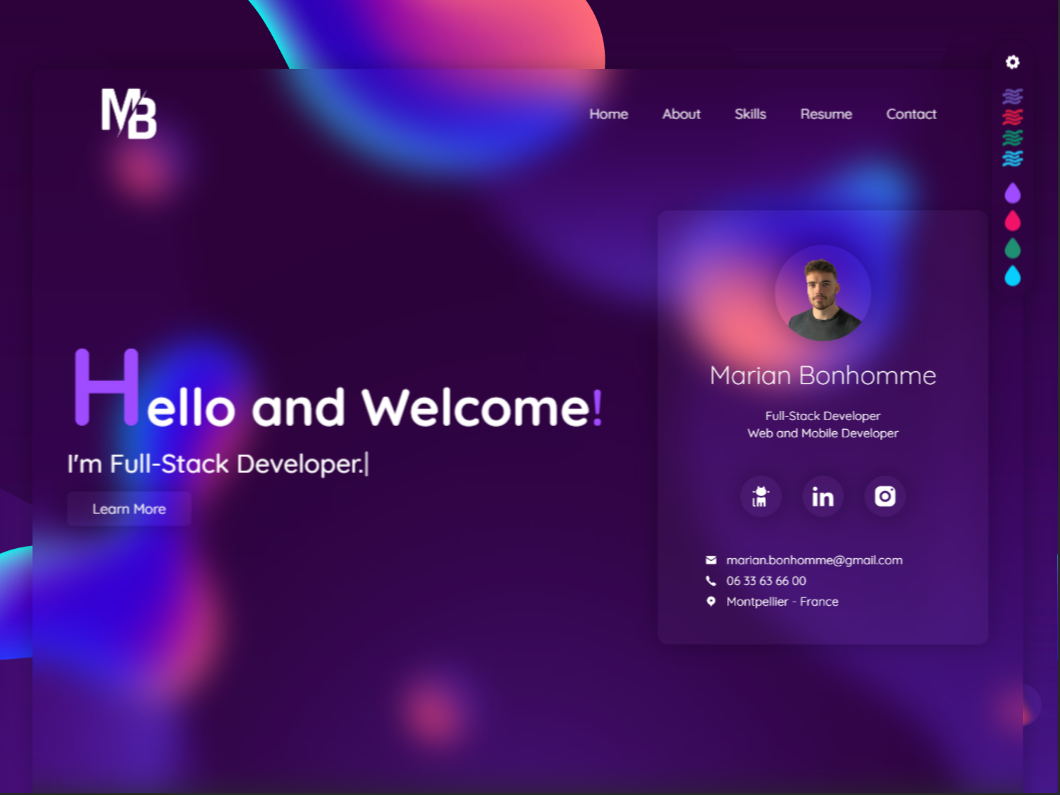 MB
Home About Skills Resume Contact
Hello and Welcome!
I'm Full-Stack Developer.|
Learn More
Marian Bonhomme
Full-Stack Developer
Web and Mobile Developer
in
marian.bonhomme@gmail.com
06 33 63 66 00
Montpellier - France